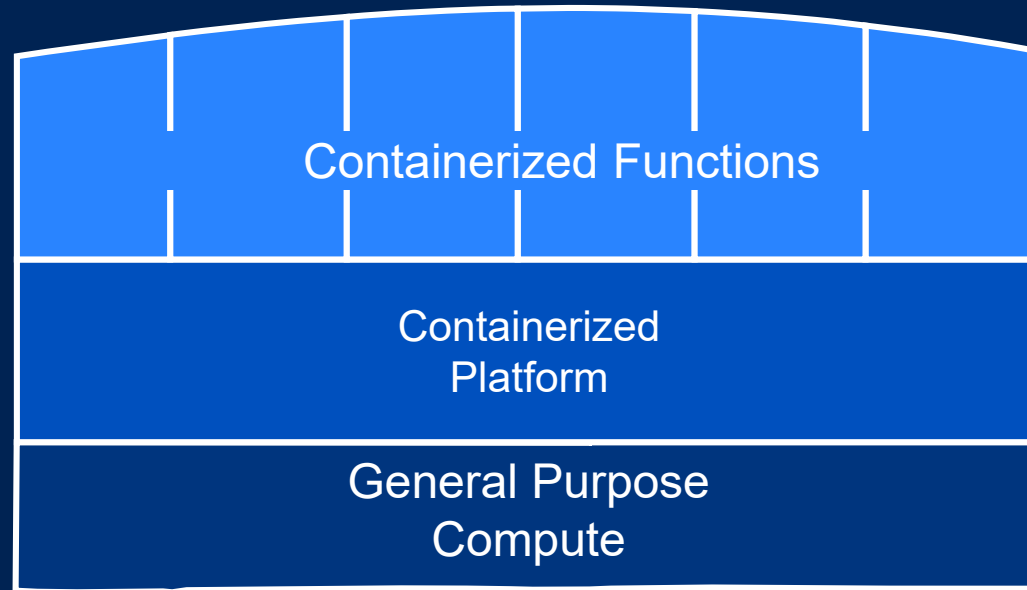 Containerized Functions
Containerized
Platform
General Purpose
Compute